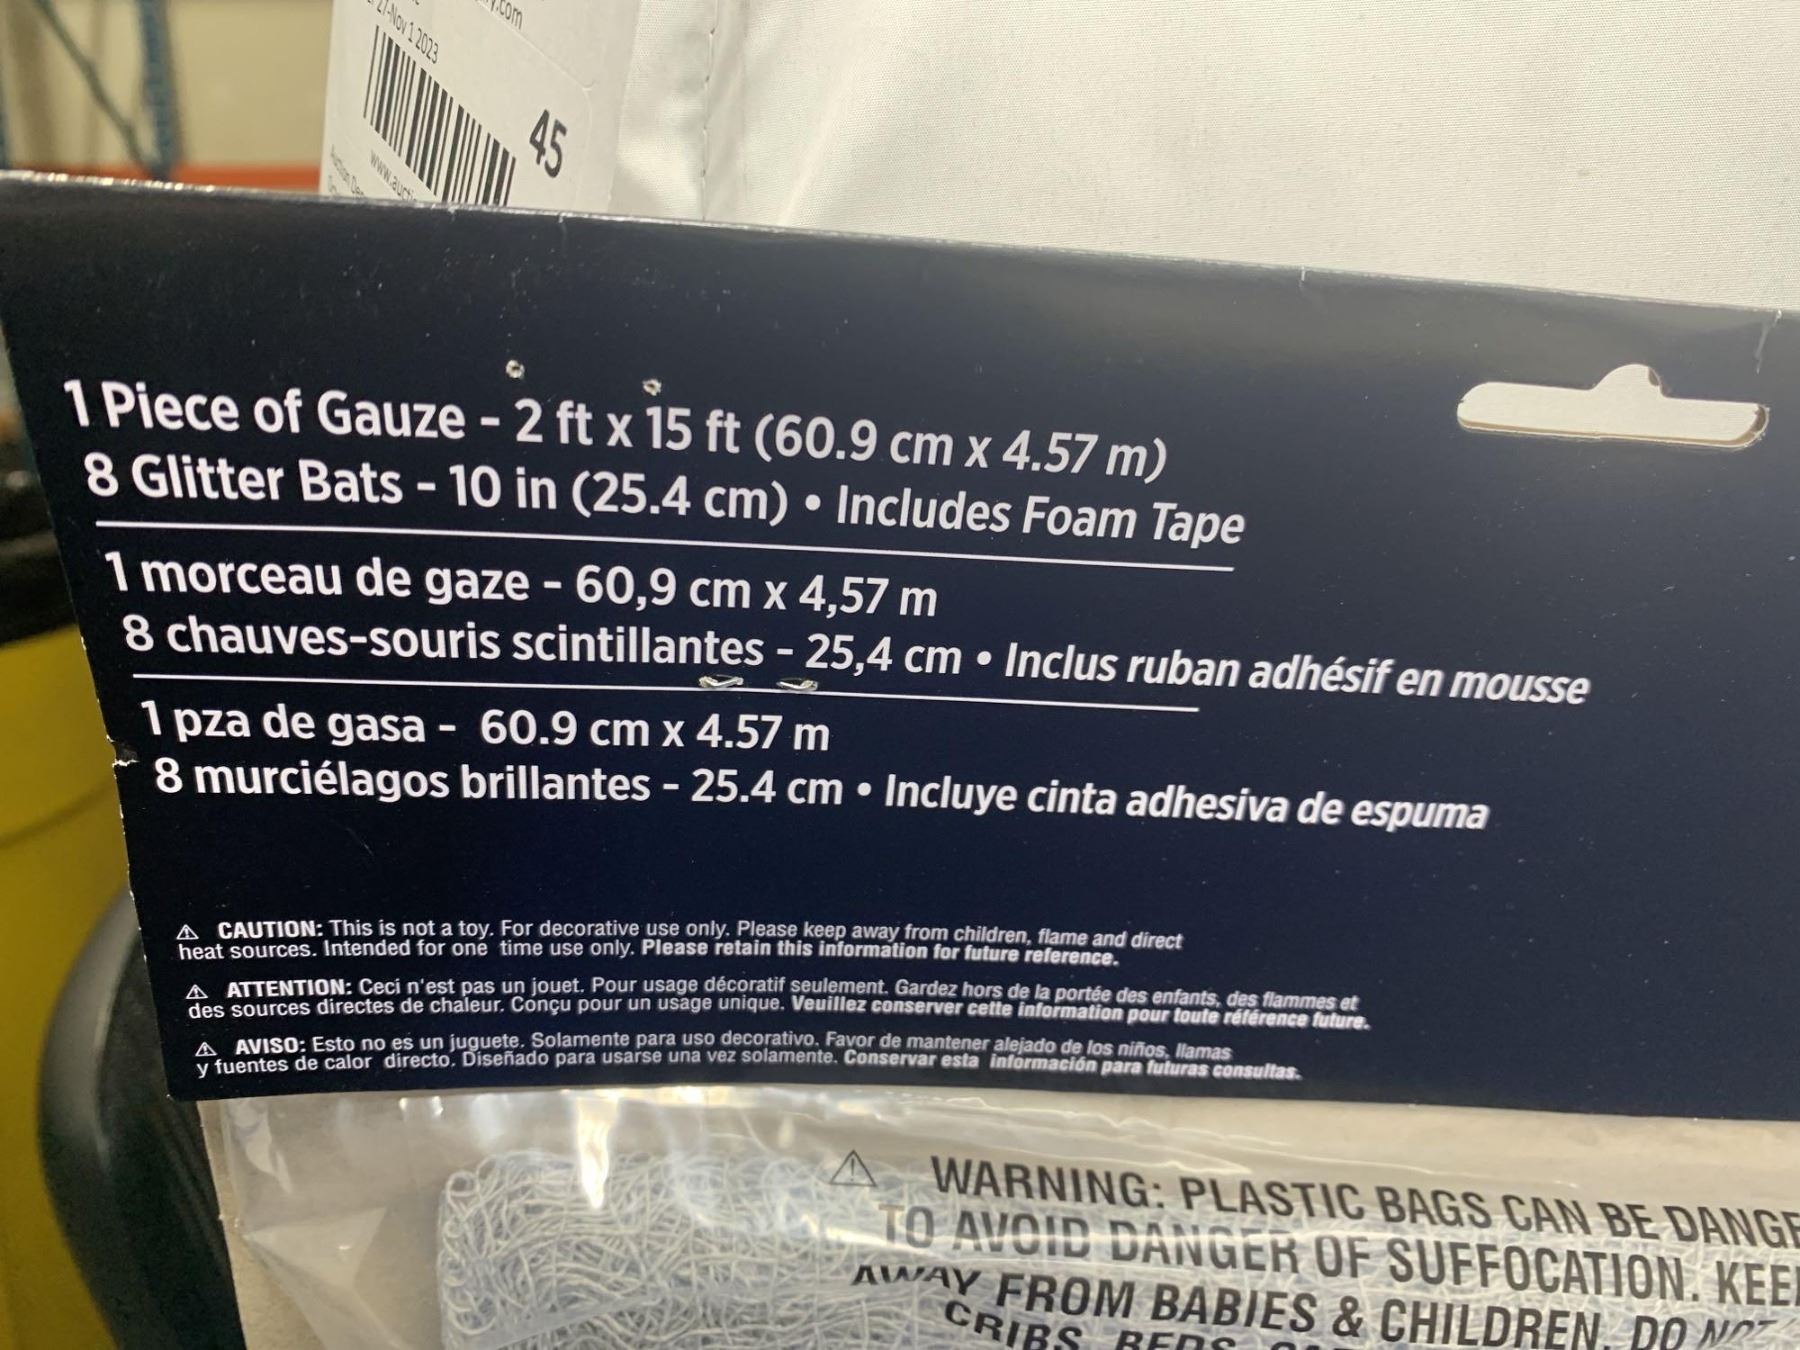 27-Nov 1 2023
45
1 Piece of Gauze - 2 ft x 15 ft (60.9 cm x 4.57 m)
8 Glitter Bats - 10 in (25.4 cm) • Includes Foam Tape
1 morceau de gaze - 60,9 cm x 4,57 m
8 chauves-souris scintillantes - 25,4 cm • Inclus ruban adhésif en mousse
1 pza de gasa - 60.9 cm x 4.57 m
8 murciélagos brillantes - 25.4 cm • Incluye cinta adhesiva de espuma
⚠ CAUTION: This is not a toy. For decorative use only. Please keep away from children, flame and direct
heat sources. Intended for one time use only. Please retain this information for future reference.
⚠ ATTENTION: Ceci n'est pas un jouet. Pour usage décoratif seulement. Gardez hors de la portée des enfants, des flammes et
des sources directes de chaleur. Conçu pour un usage unique. Veuillez conserver cette information pour toute référence future.
⚠ AVISO: Esto no es un juguete. Solamente para uso decorativo. Favor de mantener alejado de los niños, llamas
y fuentes de calor directo. Diseñado para usarse una vez solamente. Conservar esta información para futuras consultas.
⚠ WARNING: PLASTIC BAGS CAN BE
TO AVOID DANGER OF SUFFOCATION.
AWAY FROM BABIES & CHILDREN. DO NOT
CRIBS, BEDS,